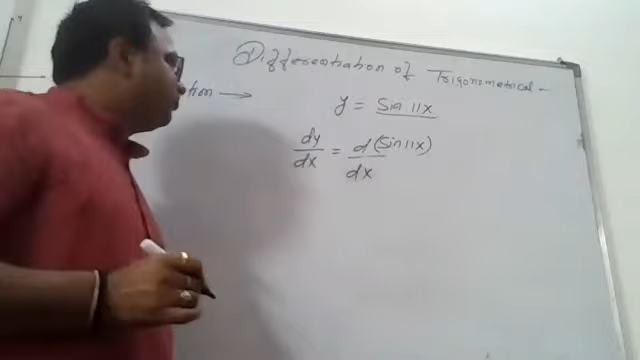 Differentiation of Trigonometrical -
tion →
y = Sin 11x
dy/dx = d(Sin 11x)/dx